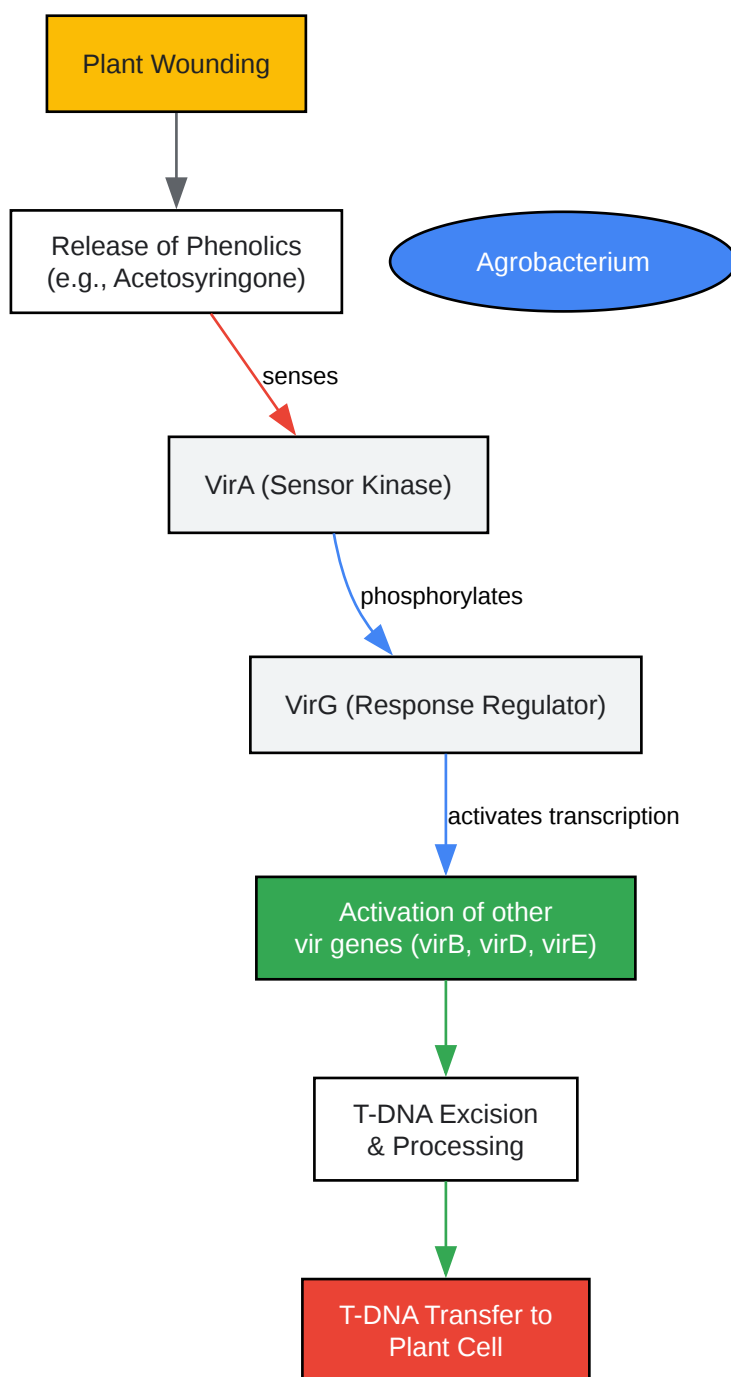 Plant Wounding
Release of Phenolics
(e.g., Acetosyringone)
Agrobacterium
senses
VirA (Sensor Kinase)
phosphorylates
VirG (Response Regulator)
activates transcription
Activation of other
vir genes (virB, virD, virE)
T-DNA Excision
& Processing
T-DNA Transfer to
Plant Cell